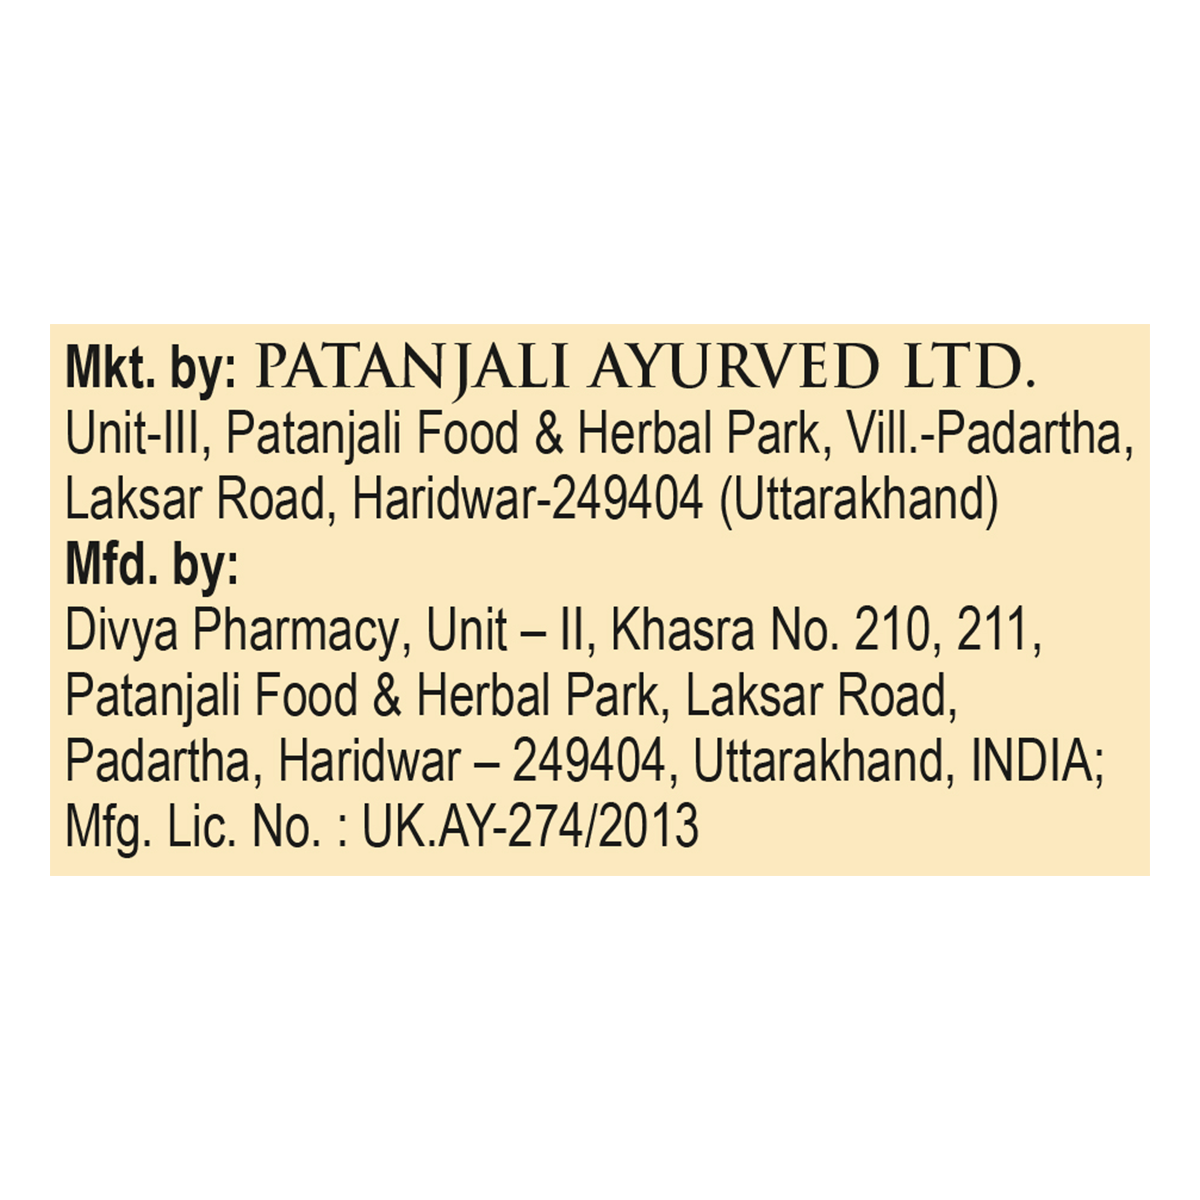 Mkt. by: PATANJALI AYURVED LTD.
Unit-III, Patanjali Food & Herbal Park, Vill.-Padartha,
Laksar Road, Haridwar-249404 (Uttarakhand)
Mfd. by:
Divya Pharmacy, Unit – II, Khasra No. 210, 211,
Patanjali Food & Herbal Park, Laksar Road,
Padartha, Haridwar – 249404, Uttarakhand, INDIA;
Mfg. Lic. No. : UK.AY-274/2013